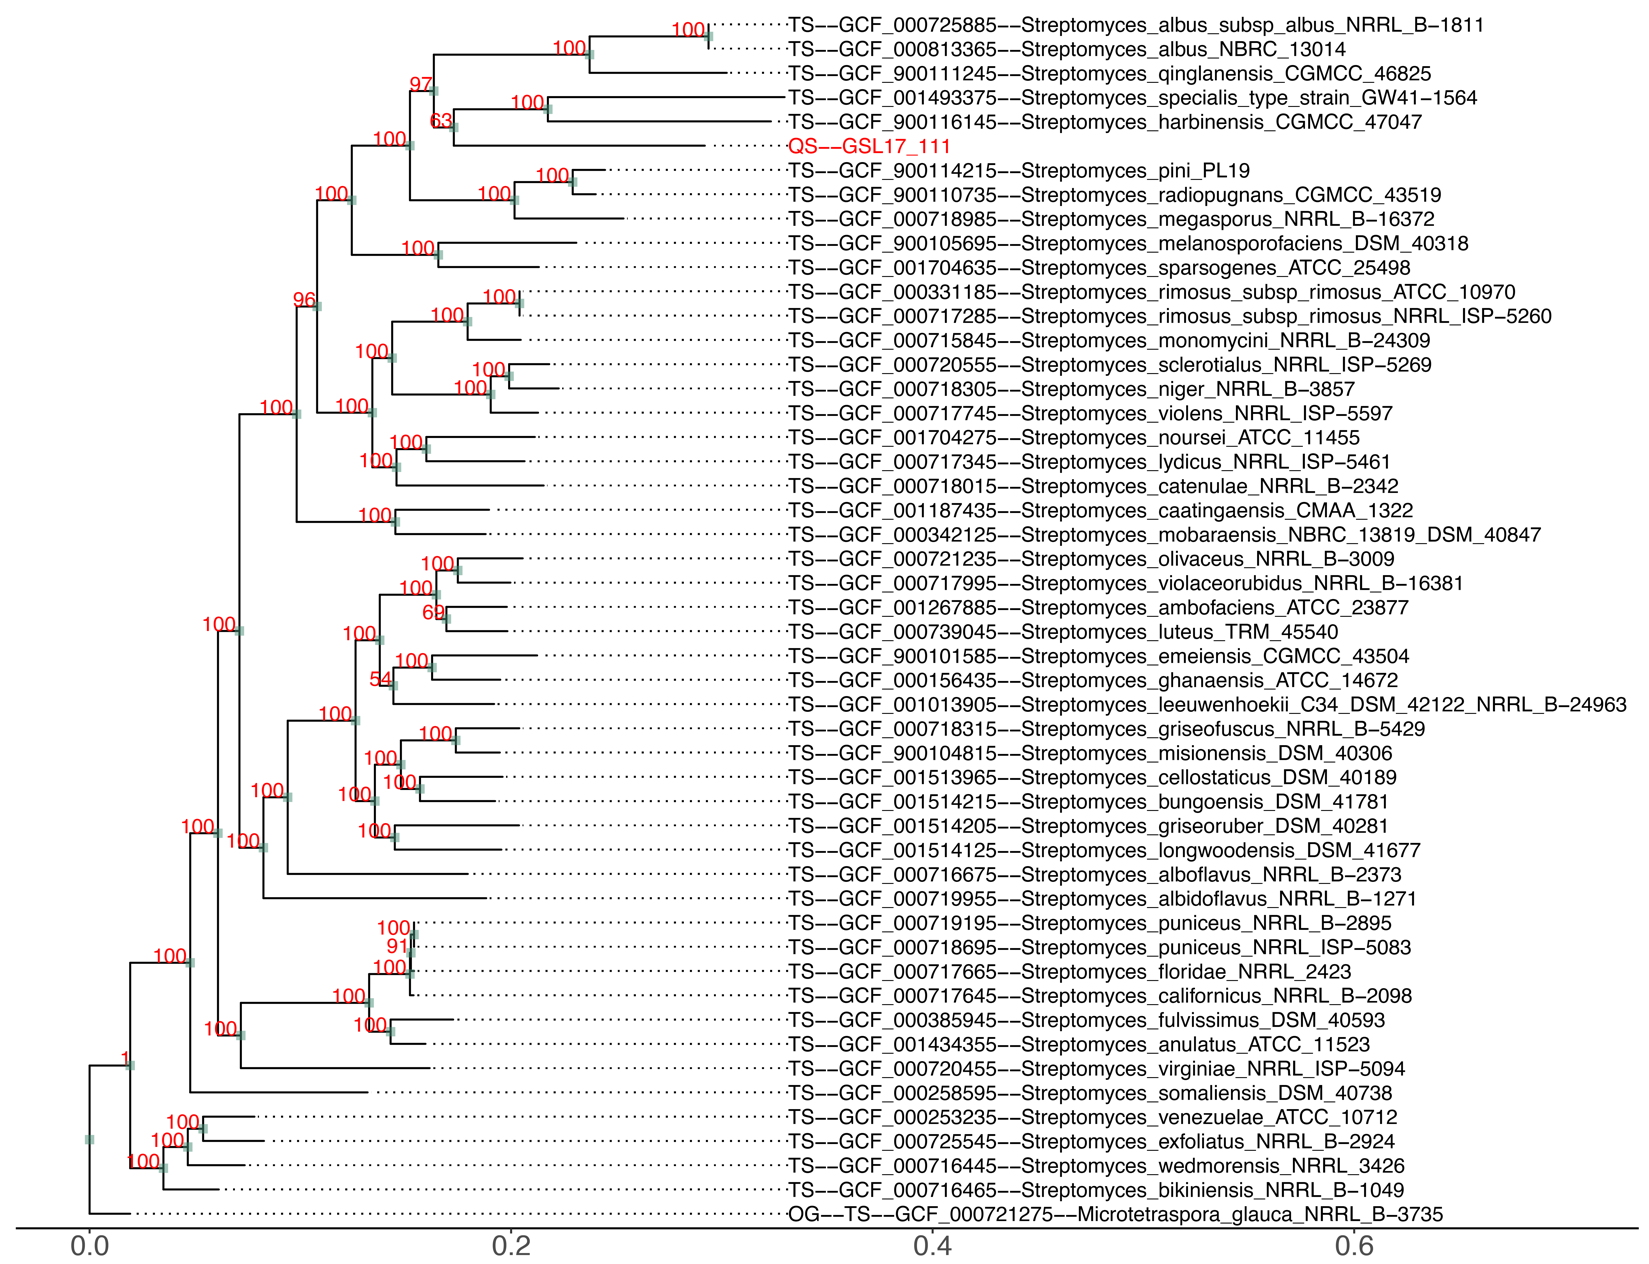 100 TS--GCF_000725885--Streptomyces_albus_subsp_albus_NRRL_B-1811
100 TS--GCF_000813365--Streptomyces_albus_NBRC_13014
TS--GCF_900111245--Streptomyces_qinglanensis_CGMCC_46825
97
100 TS--GCF_001493375--Streptomyces_specialis_type_strain_GW41-1564
63 TS--GCF_900116145--Streptomyces_harbinensis_CGMCC_47047
100 QS--GSL17_111
100 TS--GCF_900114215--Streptomyces_pini_PL19
100 100 TS--GCF_900110735--Streptomyces_radiopugnans_CGMCC_43519
TS--GCF_000718985--Streptomyces_megasporus_NRRL_B-16372
100 TS--GCF_900105695--Streptomyces_melanosporofaciens_DSM_40318
TS--GCF_001704635--Streptomyces_sparsogenes_ATCC_25498
96 100 TS--GCF_000331185--Streptomyces_rimosus_subsp_rimosus_ATCC_10970
100 TS--GCF_000717285--Streptomyces_rimosus_subsp_rimosus_NRRL_ISP-5260
TS--GCF_000715845--Streptomyces_monomycini_NRRL_B-24309
100
100 TS--GCF_000720555--Streptomyces_sclerotialus_NRRL_ISP-5269
100 TS--GCF_000718305--Streptomyces_niger_NRRL_B-3857
100 100 TS--GCF_000717745--Streptomyces_violens_NRRL_ISP-5597
100 TS--GCF_001704275--Streptomyces_noursei_ATCC_11455
100 TS--GCF_000717345--Streptomyces_lydicus_NRRL_ISP-5461
TS--GCF_000718015--Streptomyces_catenulae_NRRL_B-2342
100 TS--GCF_001187435--Streptomyces_caatingaensis_CMAA_1322
TS--GCF_000342125--Streptomyces_mobaraensis_NBRC_13819_DSM_40847
100 TS--GCF_000721235--Streptomyces_olivaceus_NRRL_B-3009
100 TS--GCF_000717995--Streptomyces_violaceorubidus_NRRL_B-16381
69 TS--GCF_001267885--Streptomyces_ambofaciens_ATCC_23877
100 100 TS--GCF_000739045--Streptomyces_luteus_TRM_45540
100 TS--GCF_900101585--Streptomyces_emeiensis_CGMCC_43504
54 TS--GCF_000156435--Streptomyces_ghanaensis_ATCC_14672
TS--GCF_001013905--Streptomyces_leeuwenhoekii_C34_DSM_42122_NRRL_B-24963
100
100 TS--GCF_000718315--Streptomyces_griseofuscus_NRRL_B-5429
100 TS--GCF_900104815--Streptomyces_misionensis_DSM_40306
100 TS--GCF_001513965--Streptomyces_cellostaticus_DSM_40189
100 100 TS--GCF_001514215--Streptomyces_bungoensis_DSM_41781
100 100 TS--GCF_001514205--Streptomyces_griseoruber_DSM_40281
100 TS--GCF_001514125--Streptomyces_longwoodensis_DSM_41677
TS--GCF_000716675--Streptomyces_alboflavus_NRRL_B-2373
TS--GCF_000719955--Streptomyces_albidoflavus_NRRL_B-1271
100 TS--GCF_000719195--Streptomyces_puniceus_NRRL_B-2895
91 TS--GCF_000718695--Streptomyces_puniceus_NRRL_ISP-5083
100 100 TS--GCF_000717665--Streptomyces_floridae_NRRL_2423
100 TS--GCF_000717645--Streptomyces_californicus_NRRL_B-2098
100 100 TS--GCF_000385945--Streptomyces_fulvissimus_DSM_40593
TS--GCF_001434355--Streptomyces_anulatus_ATCC_11523
1 TS--GCF_000720455--Streptomyces_virginiae_NRRL_ISP-5094
TS--GCF_000258595--Streptomyces_somaliensis_DSM_40738
100 TS--GCF_000253235--Streptomyces_venezuelae_ATCC_10712
100 TS--GCF_000725545--Streptomyces_exfoliatus_NRRL_B-2924
100 TS--GCF_000716445--Streptomyces_wedmorensis_NRRL_3426
TS--GCF_000716465--Streptomyces_bikiniensis_NRRL_B-1049
OG--TS--GCF_000721275--Microtetraspora_glauca_NRRL_B-3735
0.0 0.2 0.4 0.6